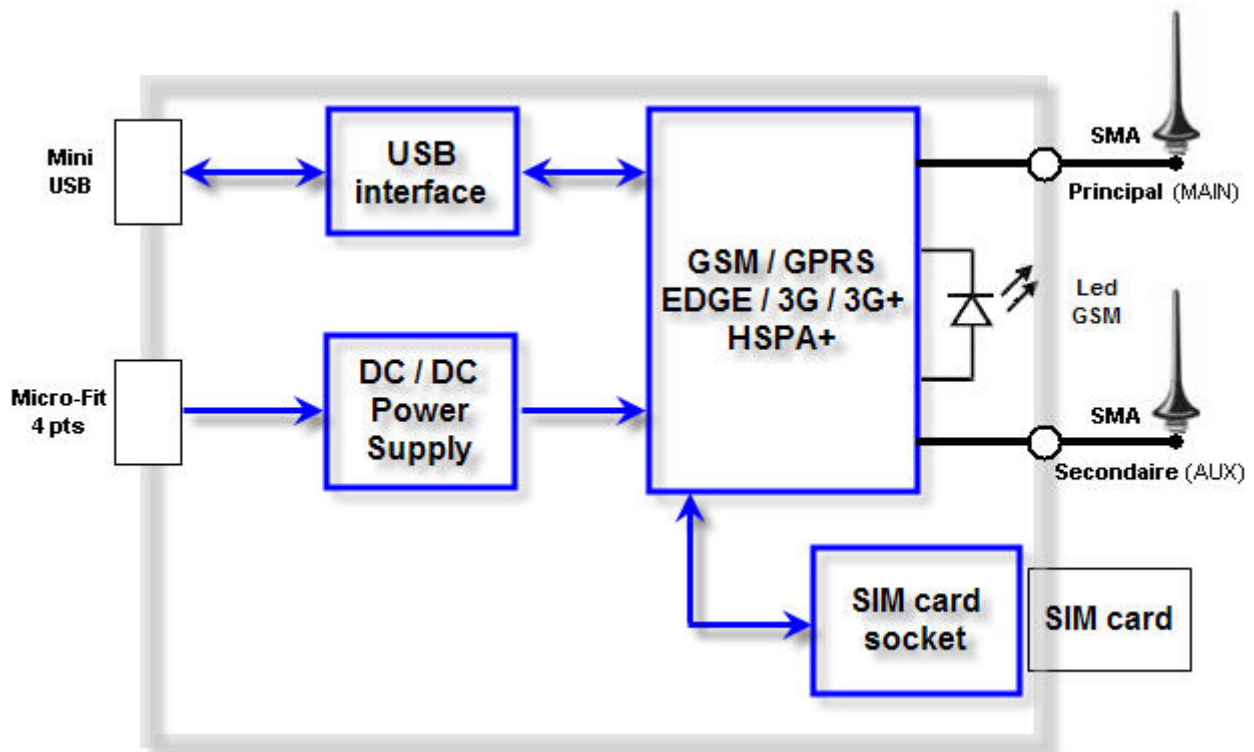 Mini
USB
USB
interface
GSM / GPRS
EDGE / 3G / 3G+
HSPA+
SMA
Principal (MAIN)
Led
GSM
Micro-Fit
4 pts
DC / DC
Power
Supply
SMA
Secondaire (AUX)
SIM card
socket
SIM card